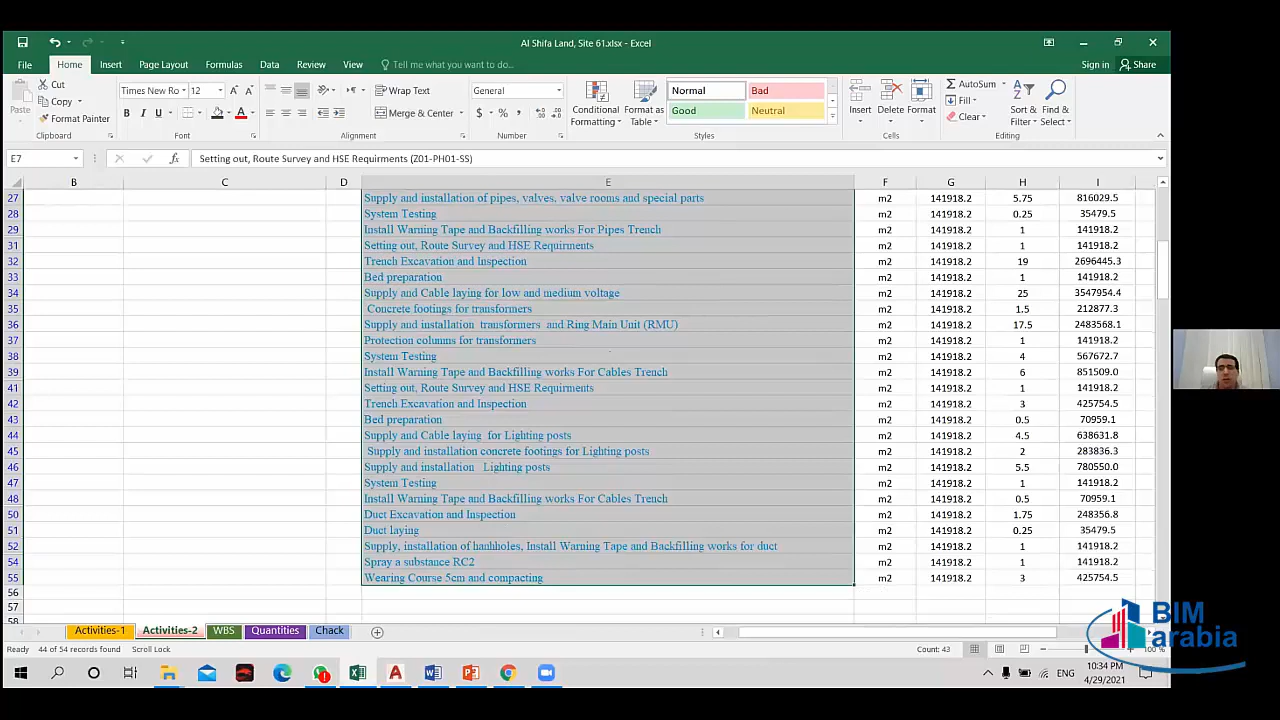 Al Shifa Land, Site 61.xlsx - Excel
File Home Insert Page Layout Formulas Data Review View Tell me what you want to do... Sign in Share
Paste Cut Copy Format Painter Clipboard
Times New Ro 12 A A B I U A Font
Wrap Text Merge & Center Alignment
General $ % , Number
Conditional Formatting Format as Table Normal Bad Good Neutral Styles
Insert Delete Format Cells
AutoSum Fill Clear Sort & Filter Find & Select Editing
E7 fx Setting out, Route Survey and HSE Requirments (Z01-PH01-SS)
B C D E F G H I
27 Supply and installation of pipes, valves, valve rooms and special parts m2 141918.2 5.75 816029.5
28 System Testing m2 141918.2 0.25 35479.5
29 Install Warning Tape and Backfilling works For Pipes Trench m2 141918.2 1 141918.2
31 Setting out, Route Survey and HSE Requirments m2 141918.2 1 141918.2
32 Trench Excavation and Inspection m2 141918.2 19 2696445.3
33 Bed preparation m2 141918.2 1 141918.2
34 Supply and Cable laying for low and medium voltage m2 141918.2 25 3547954.4
35 Concrete footings for transformers m2 141918.2 1.5 212877.3
36 Supply and installation transformers and Ring Main Unit (RMU) m2 141918.2 17.5 2483568.1
37 Protection columns for transformers m2 141918.2 1 141918.2
38 System Testing m2 141918.2 4 567672.7
39 Install Warning Tape and Backfilling works For Cables Trench m2 141918.2 6 851509.0
41 Setting out, Route Survey and HSE Requirments m2 141918.2 1 141918.2
42 Trench Excavation and Inspection m2 141918.2 3 425754.5
43 Bed preparation m2 141918.2 0.5 70959.1
44 Supply and Cable laying for Lighting posts m2 141918.2 4.5 638631.8
45 Supply and installation concrete footings for Lighting posts m2 141918.2 2 283836.3
46 Supply and installation Lighting posts m2 141918.2 5.5 780550.0
47 System Testing m2 141918.2 1 141918.2
48 Install Warning Tape and Backfilling works For Cables Trench m2 141918.2 0.5 70959.1
50 Duct Excavation and Inspection m2 141918.2 1.75 248356.8
51 Duct laying m2 141918.2 0.25 35479.5
52 Supply, installation of hanhholes, Install Warning Tape and Backfilling works for duct m2 141918.2 1 141918.2
54 Spray a substance RC2 m2 141918.2 1 141918.2
55 Wearing Course 5cm and compacting m2 141918.2 3 425754.5
56
57
58
Activities-1 Activities-2 WBS Quantities Chack
Ready 44 of 54 records found Scroll Lock Count: 43 100 %
BIM
arabia
ENG 10:34 PM
4/29/2021